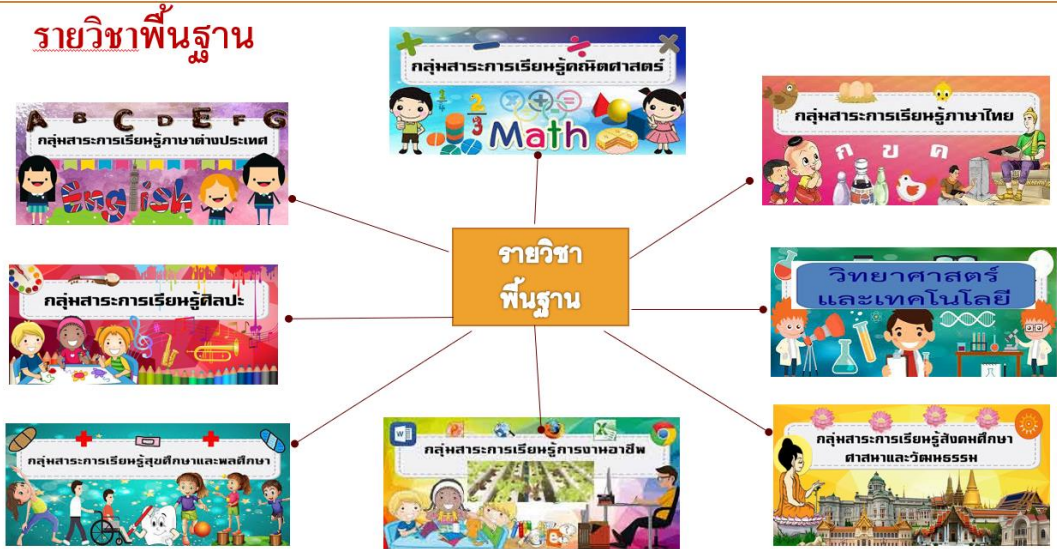 รายวิชาพื้นฐาน
กลุ่มสาระการเรียนรู้คณิตศาสตร์
1/4
2/3
Math
A B C D E F G
กลุ่มสาระการเรียนรู้ภาษาต่างประเทศ
English
กลุ่มสาระการเรียนรู้ภาษาไทย
ก ข ค
รายวิชา
พื้นฐาน
กลุ่มสาระการเรียนรู้ศิลปะ
วิทยาศาสตร์
และเทคโนโลยี
กลุ่มสาระการเรียนรู้สุขศึกษาและพลศึกษา
กลุ่มสาระการเรียนรู้การงานอาชีพ
กลุ่มสาระการเรียนรู้สังคมศึกษา
ศาสนาและวัฒนธรรม